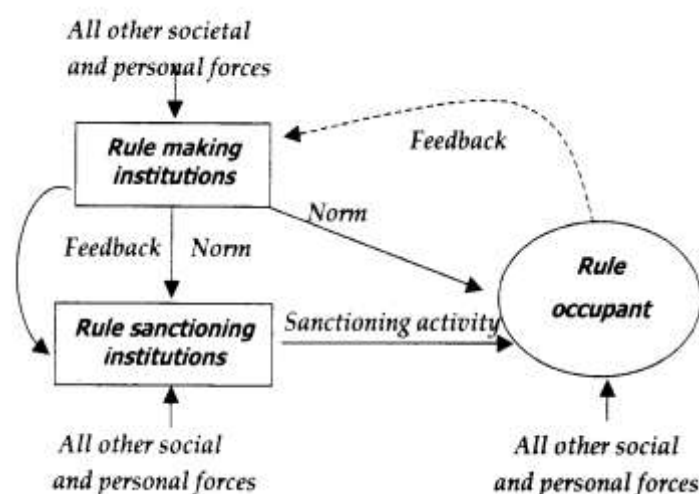 All other societal
and personal forces
Rule making
institutions
Feedback
Norm
Feedback Norm
Rule
occupant
Rule sanctioning
institutions
Sanctioning activity
All other social
and personal forces
All other social
and personal forces